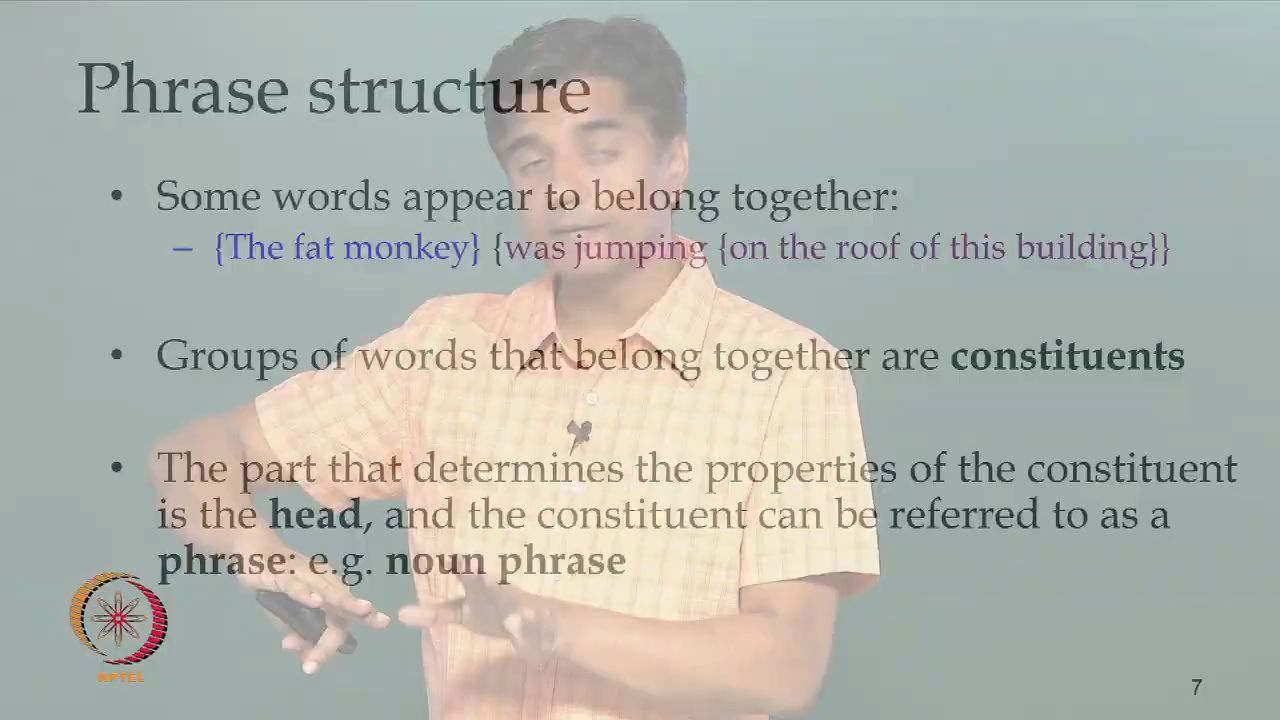 Phrase structure
• Some words appear to belong together:
– {The fat monkey} {was jumping {on the roof of this building}}
• Groups of words that belong together are constituents
• The part that determines the properties of the constituent
is the head, and the constituent can be referred to as a
phrase: e.g. noun phrase
NPTEL
7